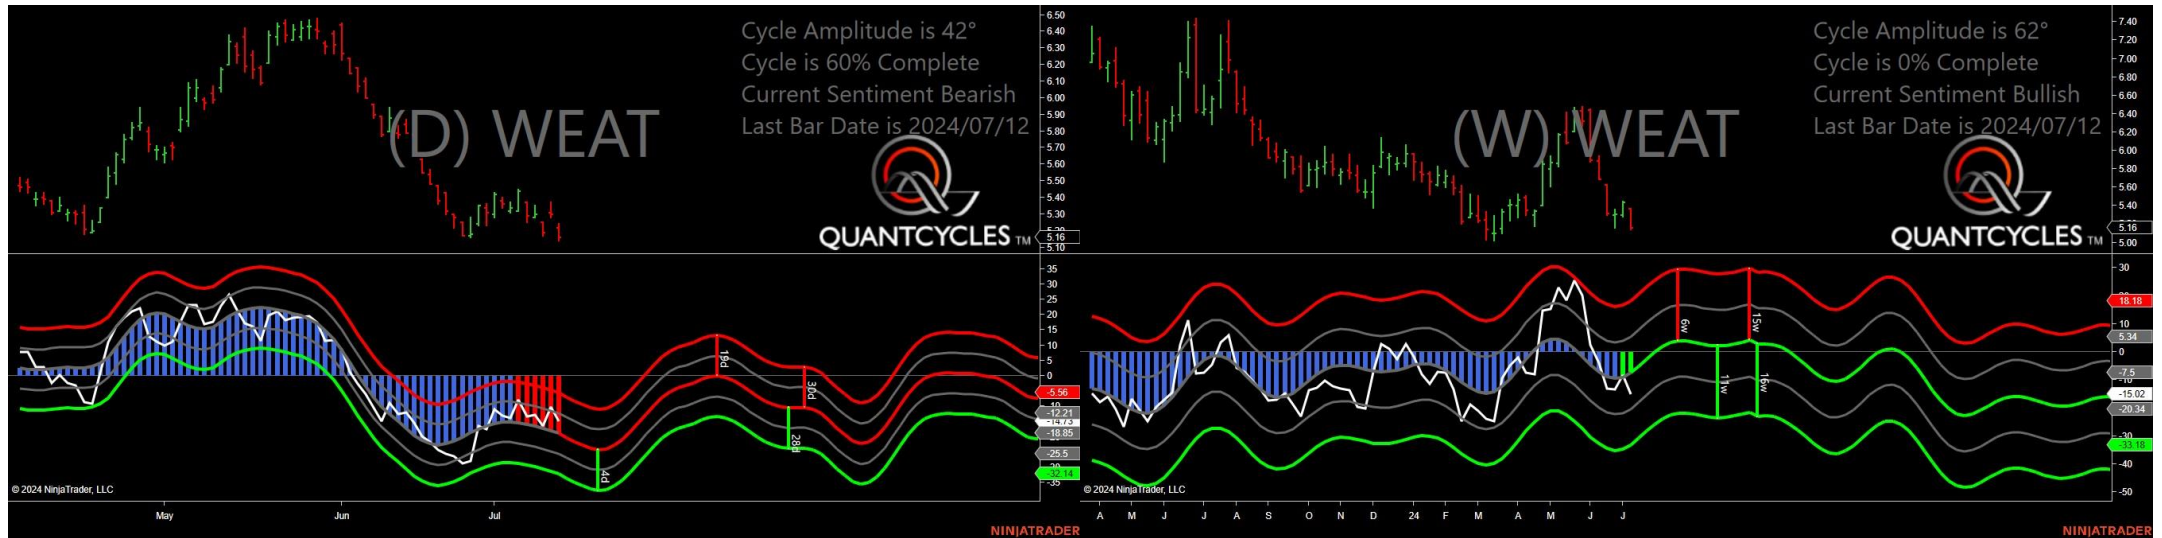 Cycle Amplitude is 42°
Cycle is 60% Complete
Current Sentiment Bearish
Last Bar Date is 2024/07/12
(D) WEAT
QUANTCYCLES TM
6.50
6.40
6.30
6.20
6.10
6.00
5.90
5.80
5.70
5.60
5.50
5.40
5.30
5.16
5.10
35
30
25
20
15
10
5
0
-5.56
-12.21
-14.73
-18.85
-25.5
-32.14
-35
19d
30d
28d
4d
© 2024 NinjaTrader, LLC
May
Jun
Jul
NINJATRADER
Cycle Amplitude is 62°
Cycle is 0% Complete
Current Sentiment Bullish
Last Bar Date is 2024/07/12
(W) WEAT
QUANTCYCLES TM
7.40
7.20
7.00
6.80
6.60
6.40
6.20
6.00
5.80
5.60
5.40
5.16
5.00
30
20
18.18
10
5.34
0
-7.5
-10
-15.02
-20.34
-30
-33.18
-40
-50
6w
15w
11w
16w
© 2024 NinjaTrader, LLC
A M J J A S O N D 24 F M A M J J
NINJATRADER